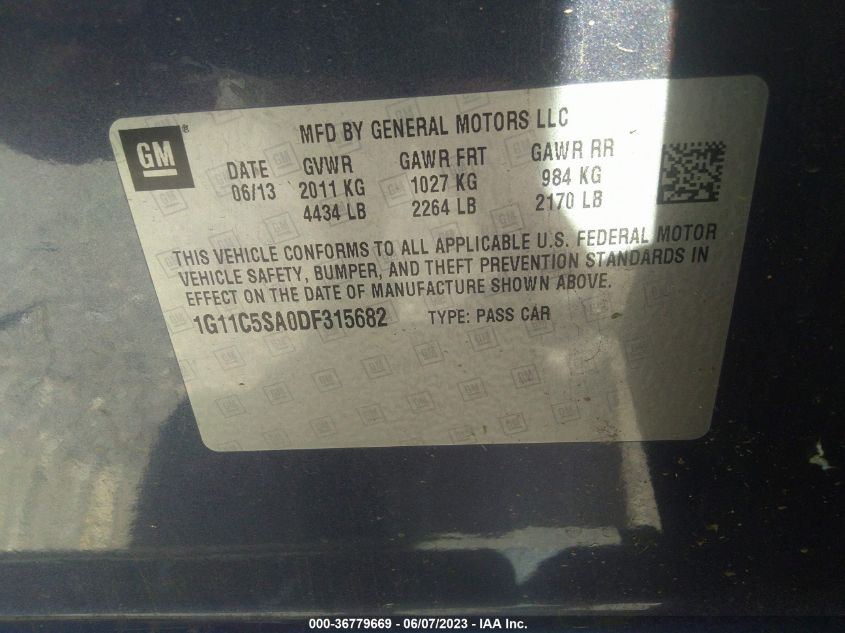 GM ®
MFD BY GENERAL MOTORS LLC
DATE GVWR GAWR FRT GAWR RR
06/13 2011 KG 1027 KG 984 KG
4434 LB 2264 LB 2170 LB
THIS VEHICLE CONFORMS TO ALL APPLICABLE U.S. FEDERAL MOTOR
VEHICLE SAFETY, BUMPER, AND THEFT PREVENTION STANDARDS IN
EFFECT ON THE DATE OF MANUFACTURE SHOWN ABOVE.
1G11C5SA0DF315682 TYPE: PASS CAR
000-36779669 - 06/07/2023 - IAA Inc.